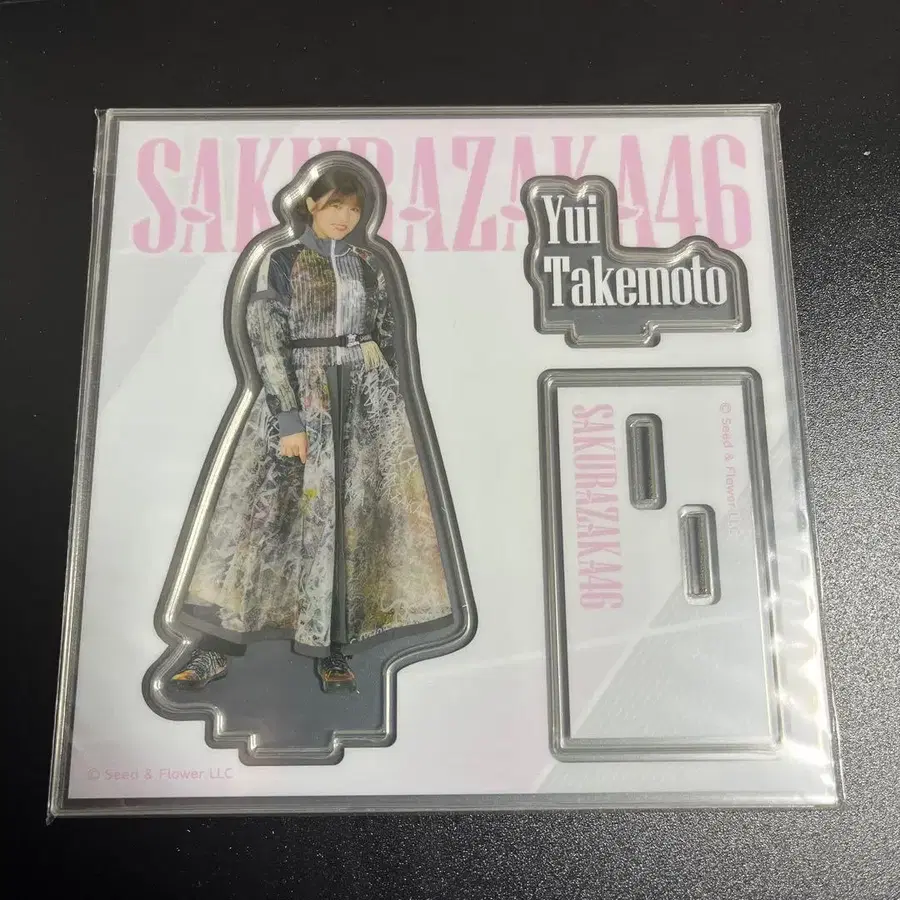 SAKURAZAKA46
Yui
Takemoto
SAKURAZAKA46
© Seed & Flower LLC
© Seed & Flower LLC